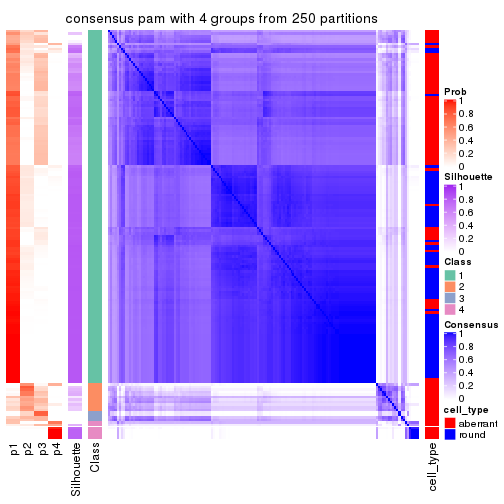 consensus pam with 4 groups from 250 partitions
Prob
1
0.8
0.6
0.4
0.2
0
Silhouette
1
0.8
0.6
0.4
0.2
0
Class
1
2
3
4
Consensus
1
0.8
0.6
0.4
0.2
0
cell_type
aberrant
round
p1
p2
p3
p4
Silhouette
Class
cell_type